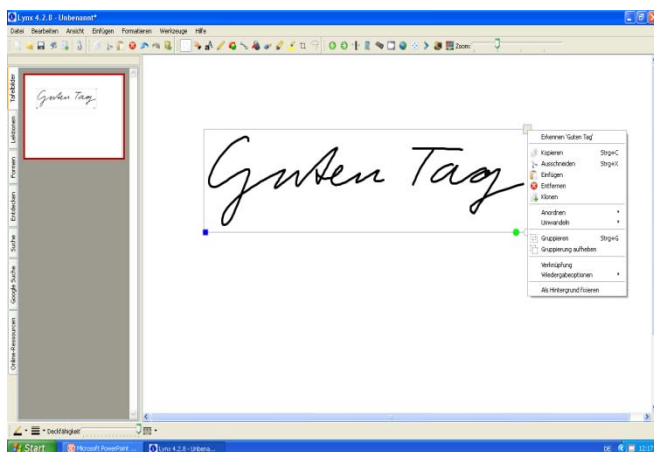 Lynx 4.2.8 - Unbenannt*
Datei Bearbeiten Ansicht Einfügen Formatieren Werkzeuge Hilfe
Zoom:
Tafelbilder
Lektionen
Formen
Entdecken
Suche
Google Suche
Online-Ressourcen
Guten Tag
Guten Tag
Erkennen 'Guten Tag'
Kopieren Strg+C
Ausschneiden Strg+X
Einfügen
Entfernen
Klonen
Anordnen
Umwandeln
Gruppieren Strg+G
Gruppierung aufheben
Verknüpfung
Wiedergabeoptionen
Als Hintergrund fixieren
Deckfähigkeit
Start Microsoft PowerPoint ... Lynx 4.2.8 - Unbena... DE 12:17